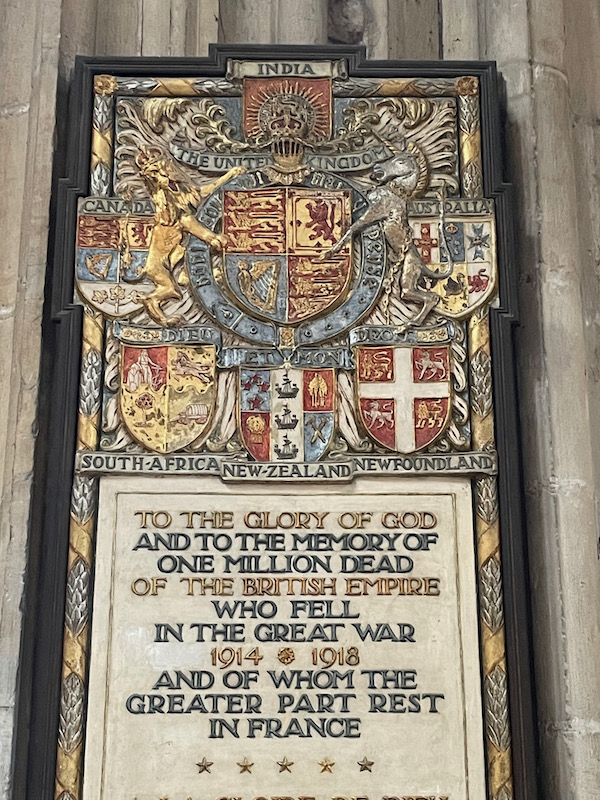 INDIA
THE UNITED KINGDOM
CANADA
AUSTRALIA
DIEU
ET MON
DROIT
SOUTH-AFRICA
NEW-ZEALAND
NEWFOUNDLAND
TO THE GLORY OF GOD
AND TO THE MEMORY OF
ONE MILLION DEAD
OF THE BRITISH EMPIRE
WHO FELL
IN THE GREAT WAR
1914 1918
AND OF WHOM THE
GREATER PART REST
IN FRANCE